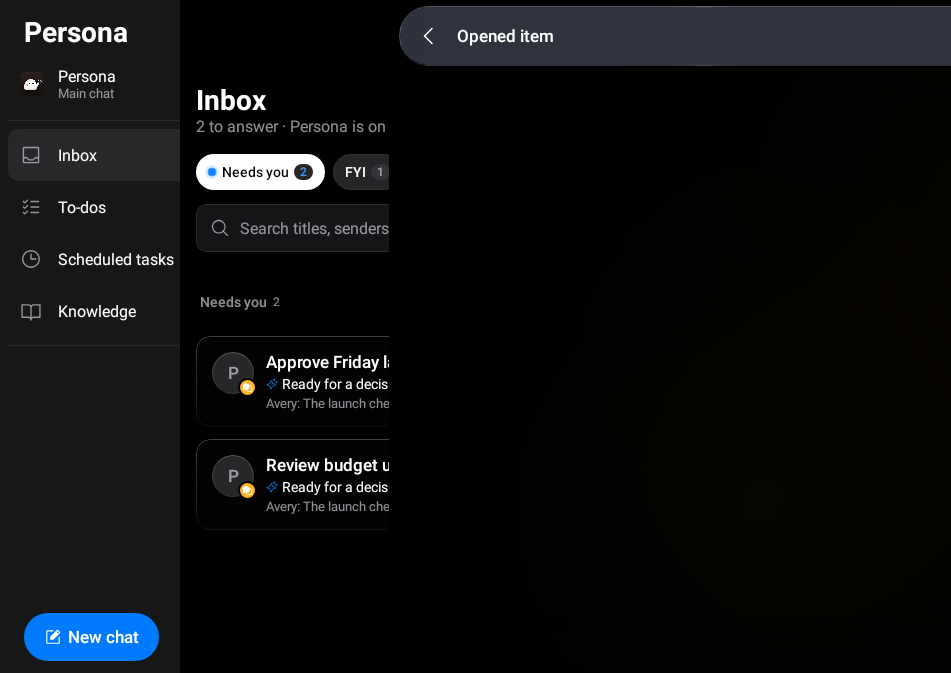 Persona
Persona
Main chat
Inbox
To-dos
Scheduled tasks
Knowledge
New chat
Inbox
2 to answer · Persona is on
Needs you 2
FYI 1
Search titles, senders
Needs you 2
P
Approve Friday
Ready for a decis
Avery: The launch che
P
Review budget u
Ready for a decis
Avery: The launch che
Opened item